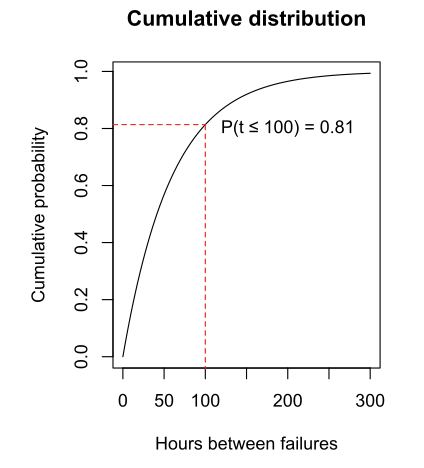 Cumulative distribution
1.0
0.8
0.6
0.4
0.2
0.0
Cumulative probability
P(t ≤ 100) = 0.81
0 50 100 200 300
Hours between failures